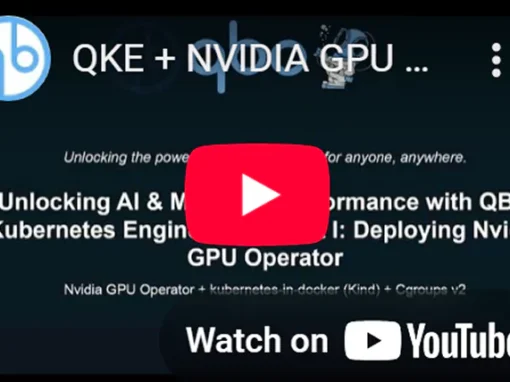 QKE + NVIDIA GPU ...
qbo
Unlocking the powe for anyone, anywhere.
Unlocking AI & M ormance with QB
Kubernetes Engin I: Deploying Nvi
GPU Operator
Nvidia GPU Operator + kubernetes-in-docker (Kind) + Cgroups v2
Watch on YouTube